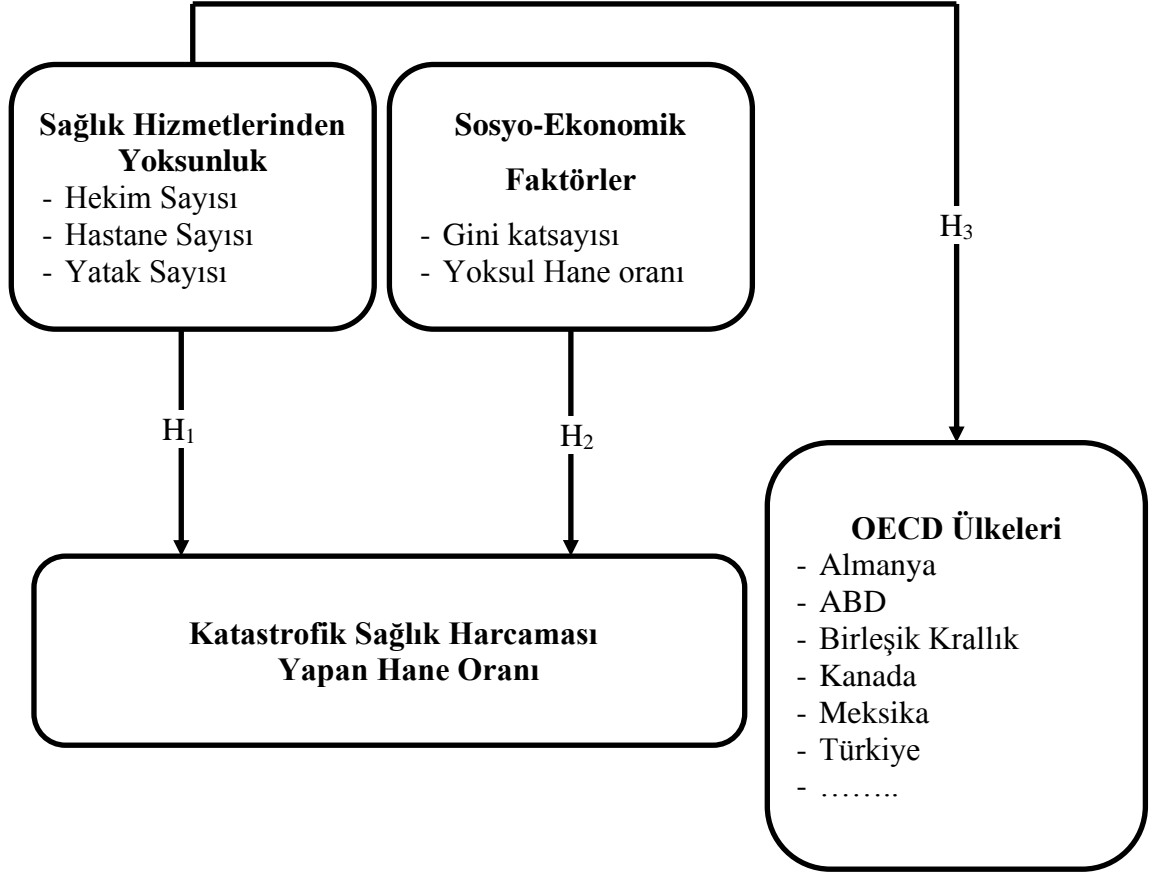 Sağlık Hizmetlerinden
Yoksunluk
- Hekim Sayısı
- Hastane Sayısı
- Yatak Sayısı
Sosyo-Ekonomik
Faktörler
- Gini katsayısı
- Yoksul Hane oranı
H3
H1
H2
Katastrofik Sağlık Harcaması
Yapan Hane Oranı
OECD Ülkeleri
- Almanya
- ABD
- Birleşik Krallık
- Kanada
- Meksika
- Türkiye
- ……..